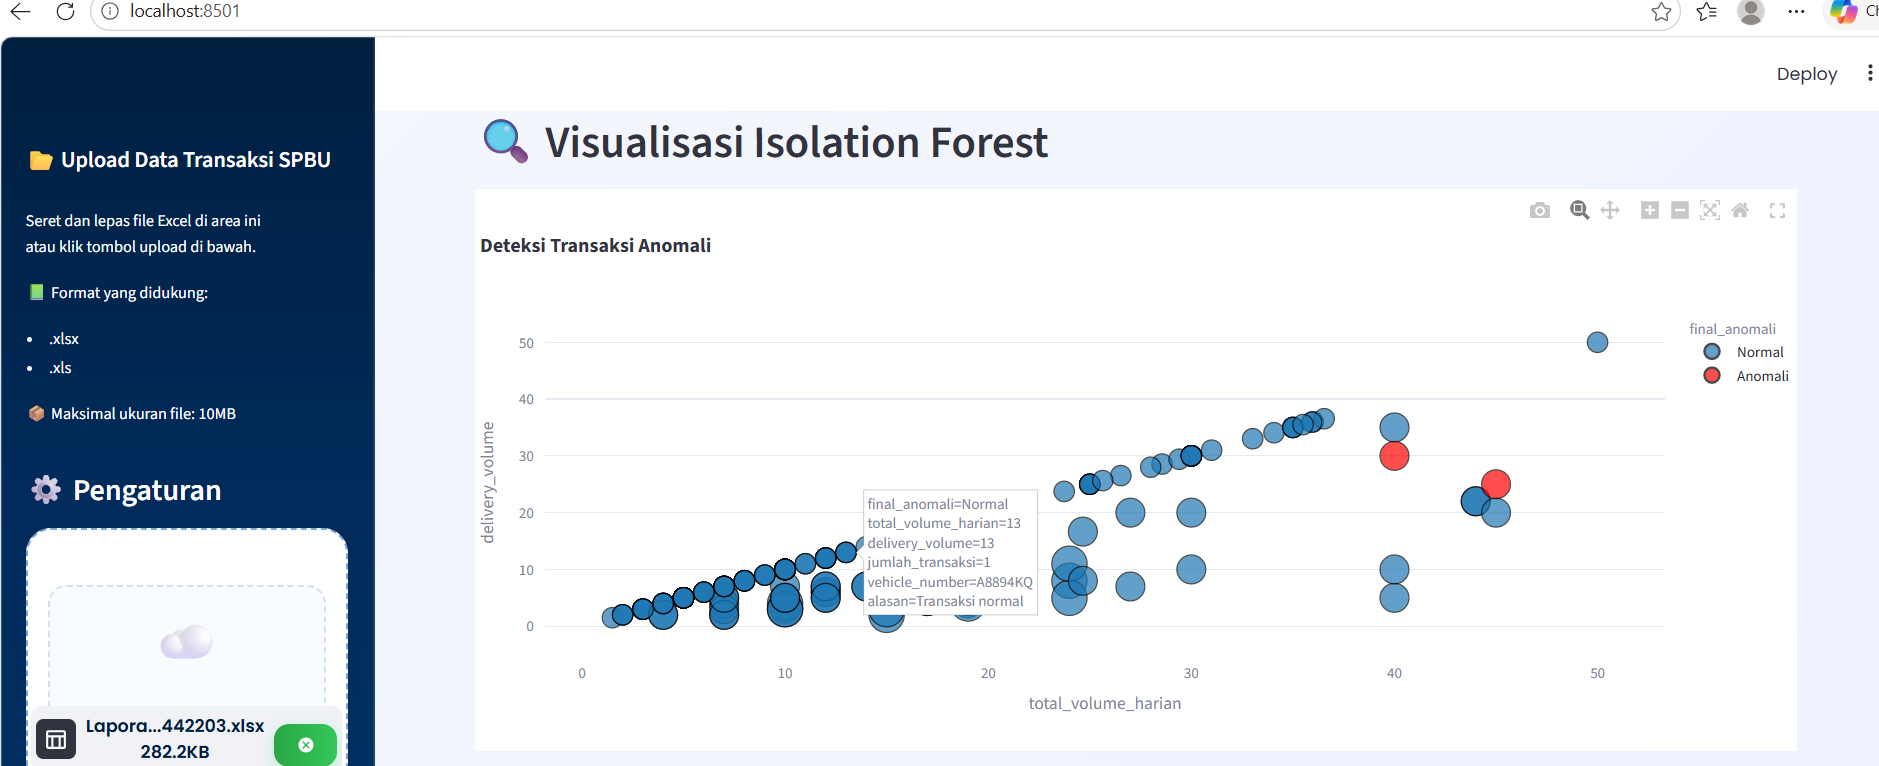 localhost:8501
Ch
Deploy
Upload Data Transaksi SPBU
Seret dan lepas file Excel di area ini
atau klik tombol upload di bawah.
Format yang didukung:
.xlsx
.xls
Maksimal ukuran file: 10MB
Pengaturan
Lapora...442203.xlsx
282.2KB
Visualisasi Isolation Forest
Deteksi Transaksi Anomali
final_anomali
Normal
Anomali
50
40
30
20
10
0
delivery_volume
final_anomali=Normal
total_volume_harian=13
delivery_volume=13
jumlah_transaksi=1
vehicle_number=A8894KQ
alasan=Transaksi normal
0 10 20 30 40 50
total_volume_harian